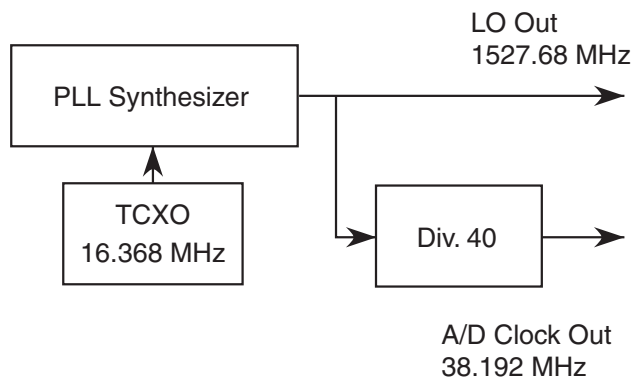 LO Out
1527.68 MHz
PLL Synthesizer
TCXO
16.368 MHz
Div. 40
A/D Clock Out
38.192 MHz